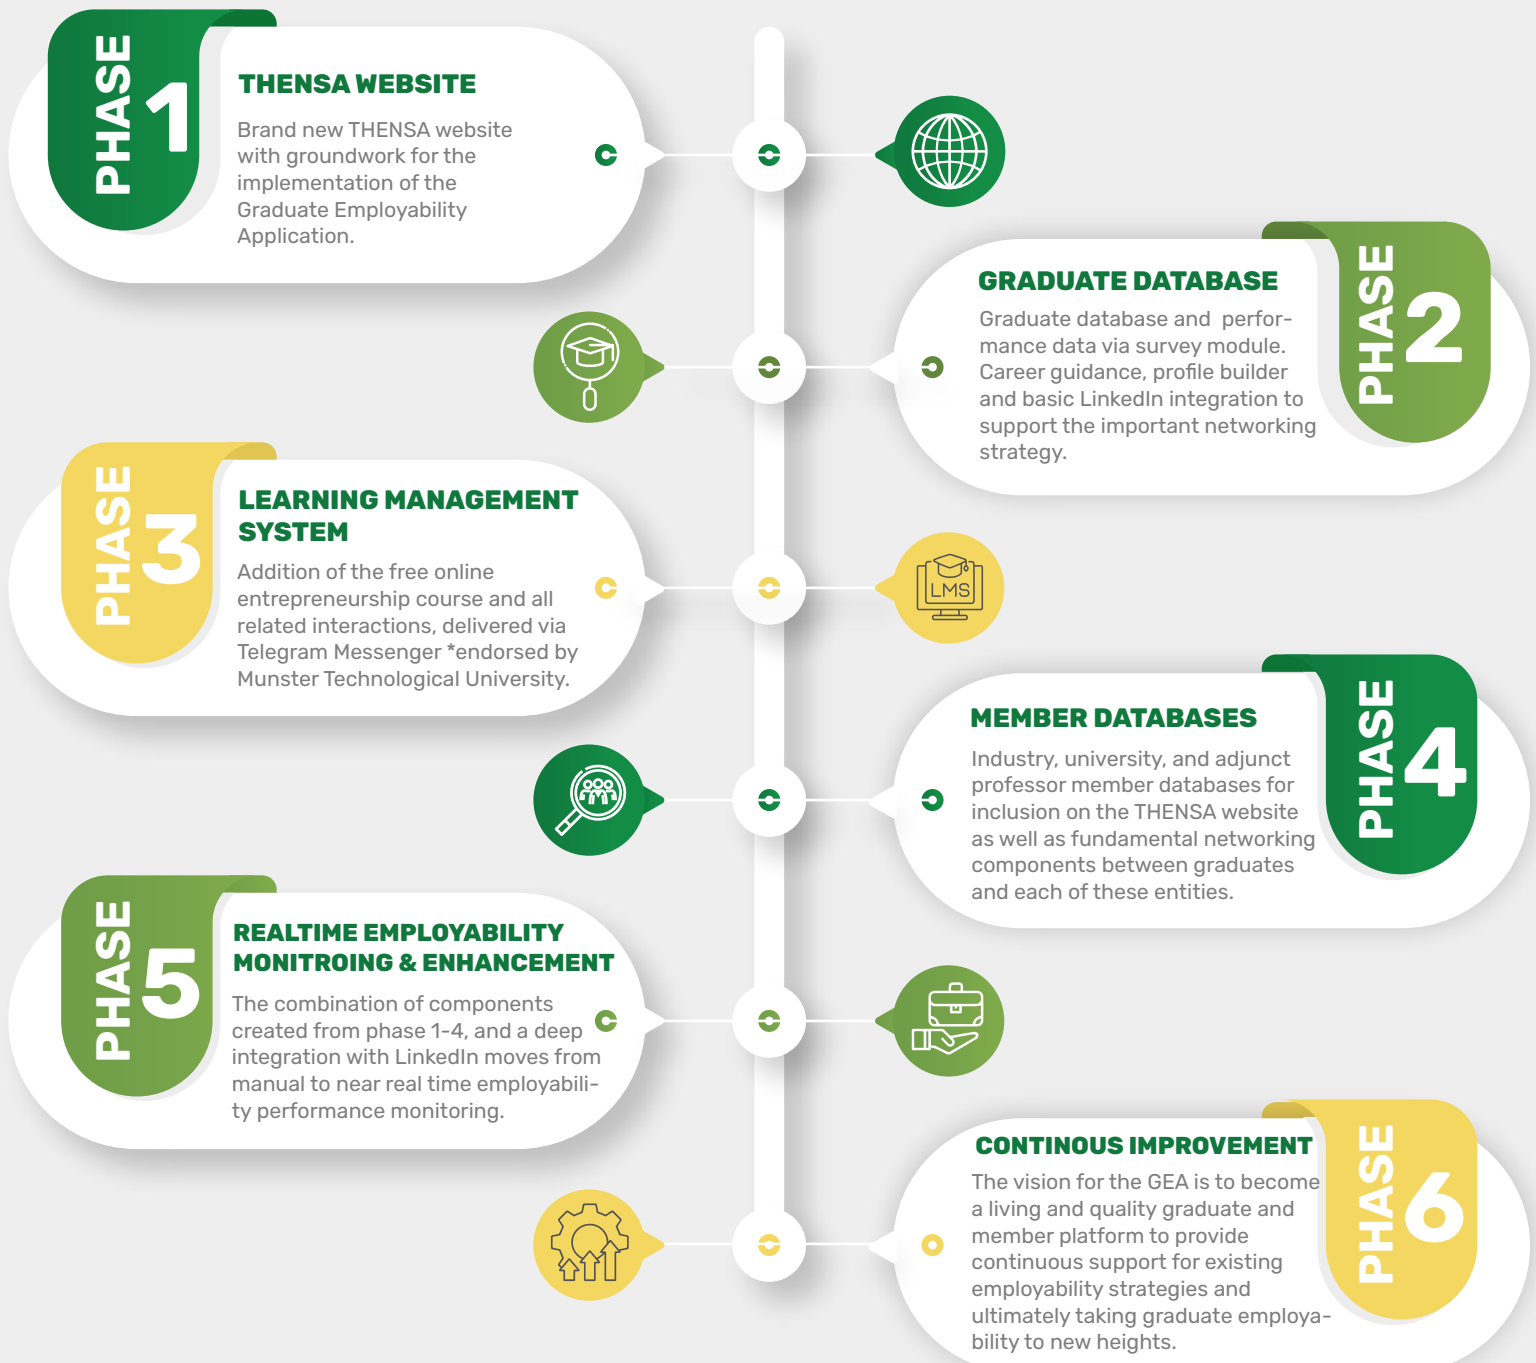 PHASE
1
THENSA WEBSITE
Brand new THENSA website
with groundwork for the
implementation of the
Graduate Employability
Application.
PHASE
2
GRADUATE DATABASE
Graduate database and perfor-
mance data via survey module.
Career guidance, profile builder
and basic LinkedIn integration to
support the important networking
strategy.
PHASE
3
LEARNING MANAGEMENT
SYSTEM
Addition of the free online
entrepreneurship course and all
related interactions, delivered via
Telegram Messenger *endorsed by
Munster Technological University.
LMS
PHASE
4
MEMBER DATABASES
Industry, university, and adjunct
professor member databases for
inclusion on the THENSA website
as well as fundamental networking
components between graduates
and each of these entities.
PHASE
5
REALTIME EMPLOYABILITY
MONITROING & ENHANCEMENT
The combination of components
created from phase 1-4, and a deep
integration with LinkedIn moves from
manual to near real time employabili-
ty performance monitoring.
PHASE
6
CONTINOUS IMPROVEMENT
The vision for the GEA is to become
a living and quality graduate and
member platform to provide
continuous support for existing
employability strategies and
ultimately taking graduate employa-
bility to new heights.